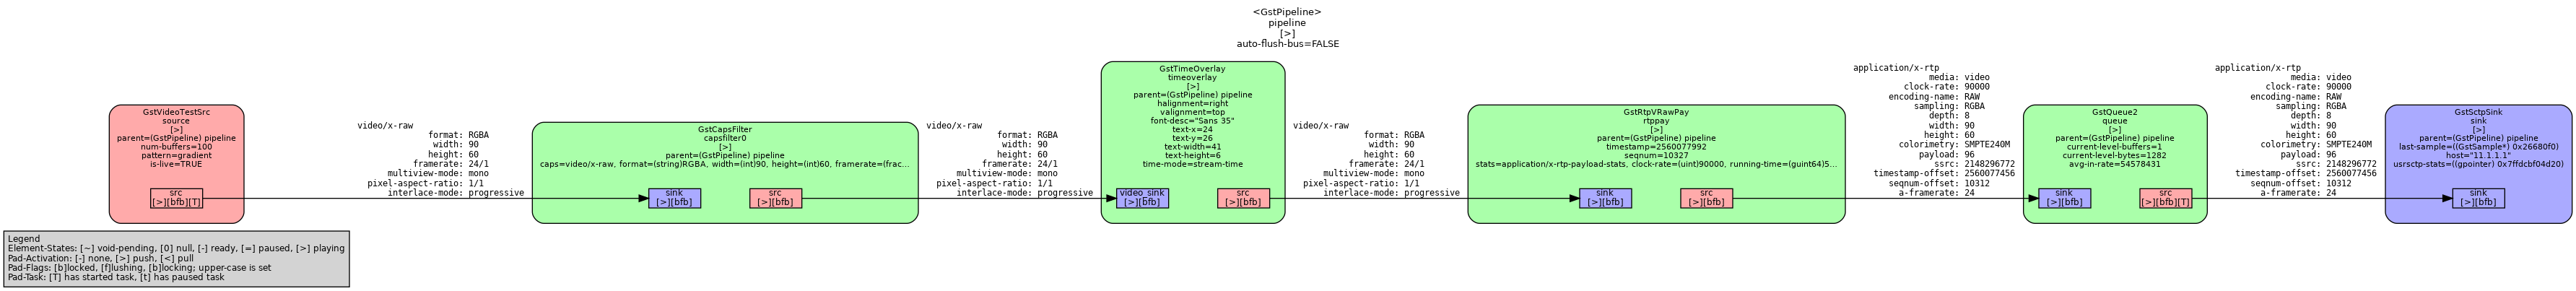 <GstPipeline>
pipeline
[>]
auto-flush-bus=FALSE
GstVideoTestSrc
source
[>]
parent=(GstPipeline) pipeline
num-buffers=100
pattern=gradient
is-live=TRUE
src
[>][bfb][T]
video/x-raw
format: RGBA
width: 90
height: 60
framerate: 24/1
multiview-mode: mono
pixel-aspect-ratio: 1/1
interlace-mode: progressive
GstCapsFilter
capsfilter0
[>]
parent=(GstPipeline) pipeline
caps=video/x-raw, format=(string)RGBA, width=(int)90, height=(int)60, framerate=(frac...
sink
[>][bfb]
src
[>][bfb]
video/x-raw
format: RGBA
width: 90
height: 60
framerate: 24/1
multiview-mode: mono
pixel-aspect-ratio: 1/1
interlace-mode: progressive
GstTimeOverlay
timeoverlay
[>]
parent=(GstPipeline) pipeline
halignment=right
valignment=top
font-desc="Sans 35"
text-x=24
text-y=26
text-width=41
text-height=6
time-mode=stream-time
video_sink
[>][bfb]
src
[>][bfb]
video/x-raw
format: RGBA
width: 90
height: 60
framerate: 24/1
multiview-mode: mono
pixel-aspect-ratio: 1/1
interlace-mode: progressive
GstRtpVRawPay
rtppay
[>]
parent=(GstPipeline) pipeline
timestamp=2560077992
seqnum=10327
stats=application/x-rtp-payload-stats, clock-rate=(uint)90000, running-time=(guint64)5...
sink
[>][bfb]
src
[>][bfb]
application/x-rtp
media: video
clock-rate: 90000
encoding-name: RAW
sampling: RGBA
depth: 8
width: 90
height: 60
colorimetry: SMPTE240M
payload: 96
ssrc: 2148296772
timestamp-offset: 2560077456
seqnum-offset: 10312
a-framerate: 24
GstQueue2
queue
[>]
parent=(GstPipeline) pipeline
current-level-buffers=1
current-level-bytes=1282
avg-in-rate=54578431
sink
[>][bfb]
src
[>][bfb][T]
application/x-rtp
media: video
clock-rate: 90000
encoding-name: RAW
sampling: RGBA
depth: 8
width: 90
height: 60
colorimetry: SMPTE240M
payload: 96
ssrc: 2148296772
timestamp-offset: 2560077456
seqnum-offset: 10312
a-framerate: 24
GstSctpSink
sink
[>]
parent=(GstPipeline) pipeline
last-sample=((GstSample*) 0x26680f0)
host="11.1.1.1"
usrsctp-stats=((gpointer) 0x7ffdcbf04d20)
sink
[>][bfb]
Legend
Element-States: [~] void-pending, [0] null, [-] ready, [=] paused, [>] playing
Pad-Activation: [-] none, [>] push, [<] pull
Pad-Flags: [b]locked, [f]lushing, [b]locking; upper-case is set
Pad-Task: [T] has started task, [t] has paused task